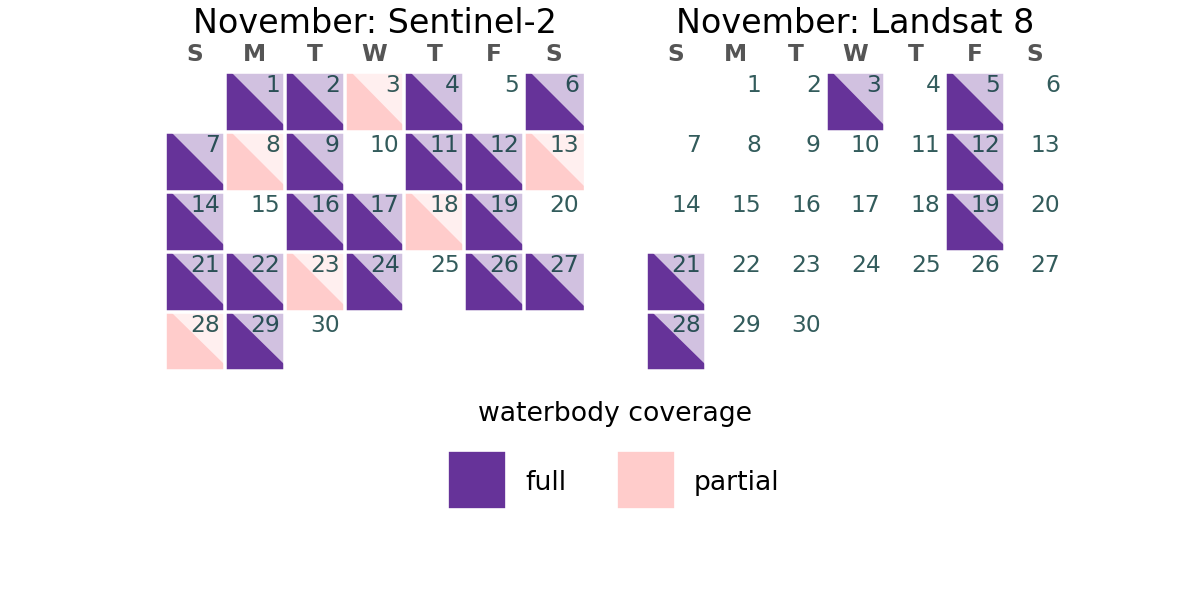 November: Sentinel-2
S M T W T F S
1 2 3 4 5 6
7 8 9 10 11 12 13
14 15 16 17 18 19 20
21 22 23 24 25 26 27
28 29 30
November: Landsat 8
S M T W T F S
1 2 3 4 5 6
7 8 9 10 11 12 13
14 15 16 17 18 19 20
21 22 23 24 25 26 27
28 29 30
waterbody coverage
full partial